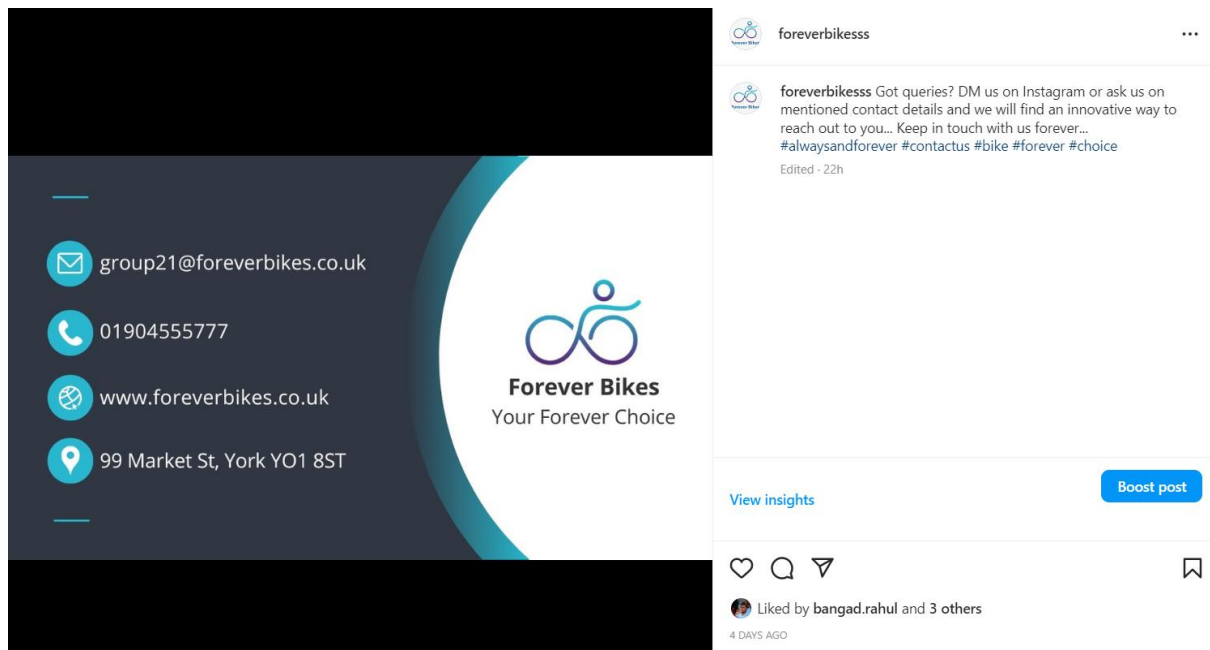 group21@foreverbikes.co.uk
01904555777
www.foreverbikes.co.uk
99 Market St, York YO1 8ST
Forever Bikes
Your Forever Choice
foreverbikesss
foreverbikesss Got queries? DM us on Instagram or ask us on
mentioned contact details and we will find an innovative way to
reach out to you... Keep in touch with us forever...
#alwaysandforever #contactus #bike #forever #choice
Edited · 22h
View insights
Boost post
Liked by bangad.rahul and 3 others
4 DAYS AGO